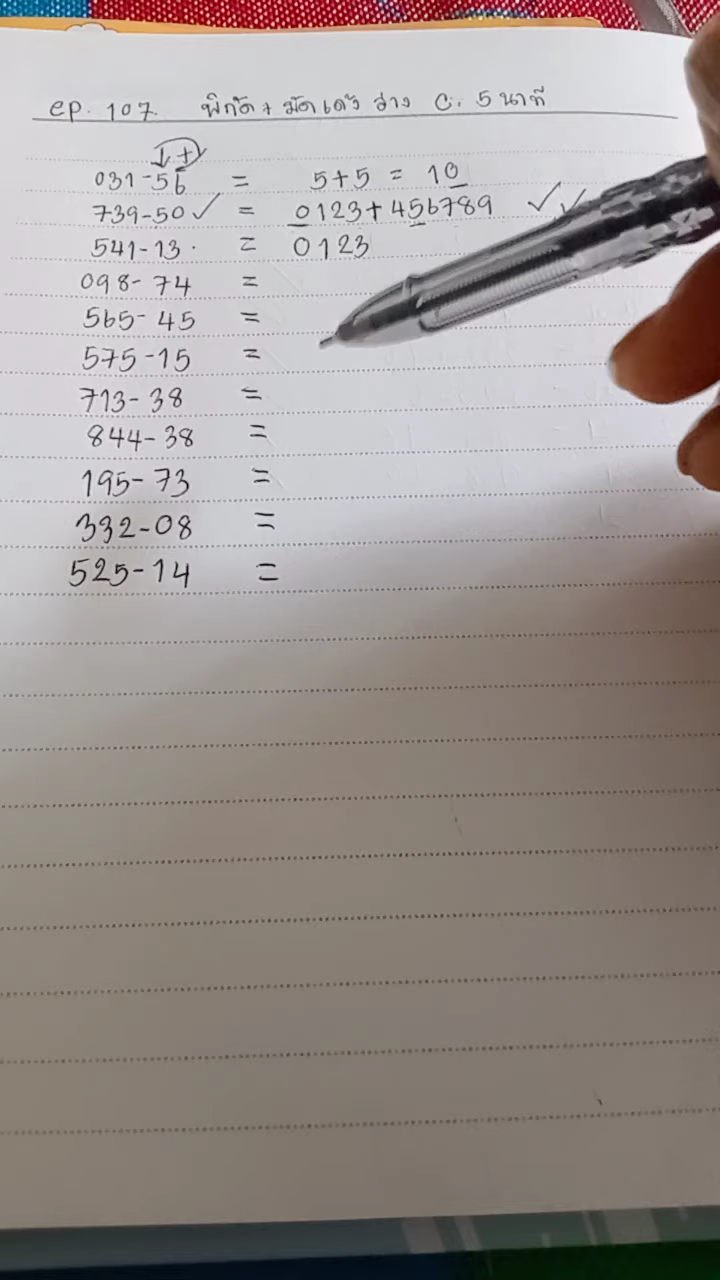 ep. 107. พิกัด + มัดเด้ง ล่าง C. 5 นาที
↓ +
031-56 = 5+5 = 10
739-50 ✓ = 0123+456789 ✓✓
541-13 . = 0123
098-74 =
565-45 =
575-15 =
713-38 =
844-38 =
195-73 =
332-08 =
525-14 =